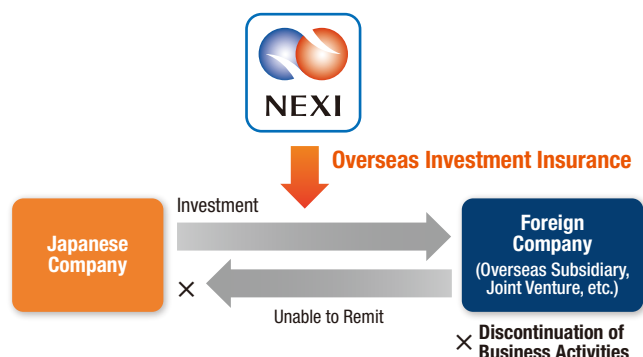 NEXI
Overseas Investment Insurance
Investment
Japanese
Company
Foreign
Company
(Overseas Subsidiary,
Joint Venture, etc.)
×
Unable to Remit
× Discontinuation of
Business Activities